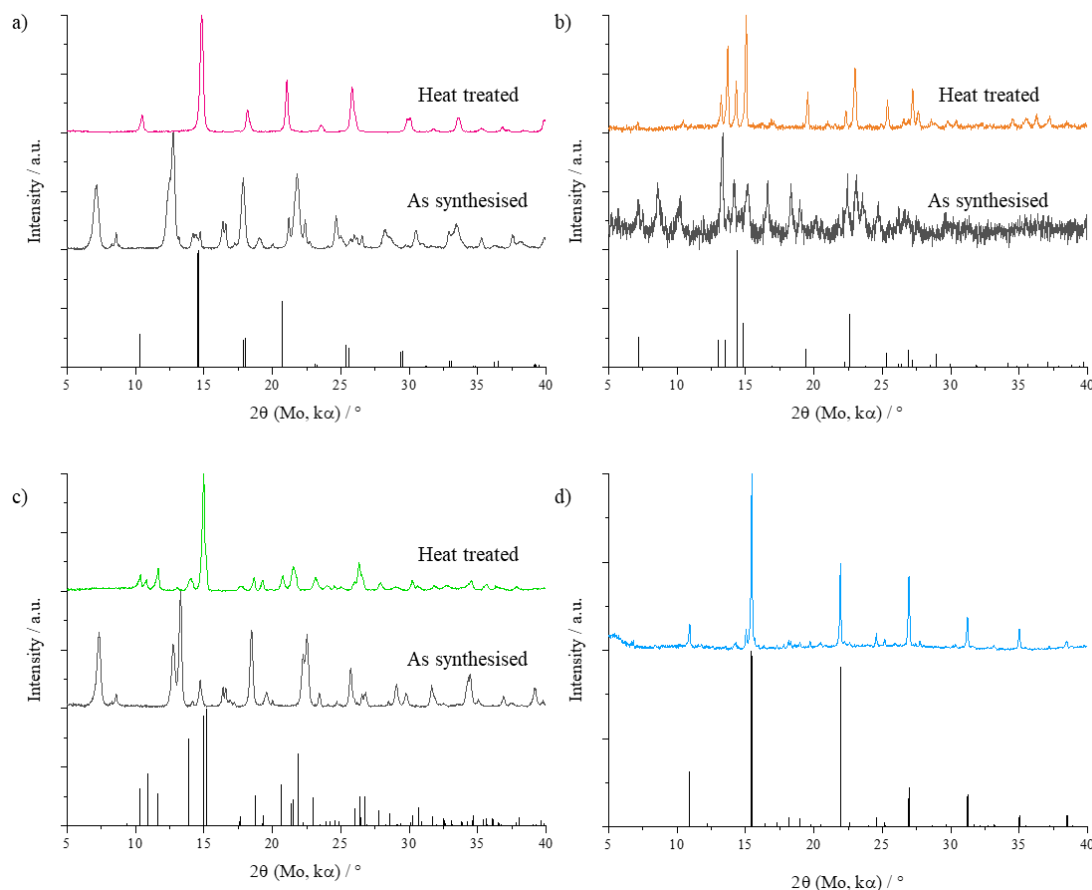 a)
Heat treated
As synthesised
Intensity / a.u.
5 10 15 20 25 30 35 40
2θ (Mo, kα) / °
b)
Heat treated
As synthesised
Intensity / a.u.
5 10 15 20 25 30 35 40
2θ (Mo, kα) / °
c)
Heat treated
As synthesised
Intensity / a.u.
5 10 15 20 25 30 35 40
2θ (Mo, kα) / °
d)
Intensity / a.u.
5 10 15 20 25 30 35 40
2θ (Mo, kα) / °